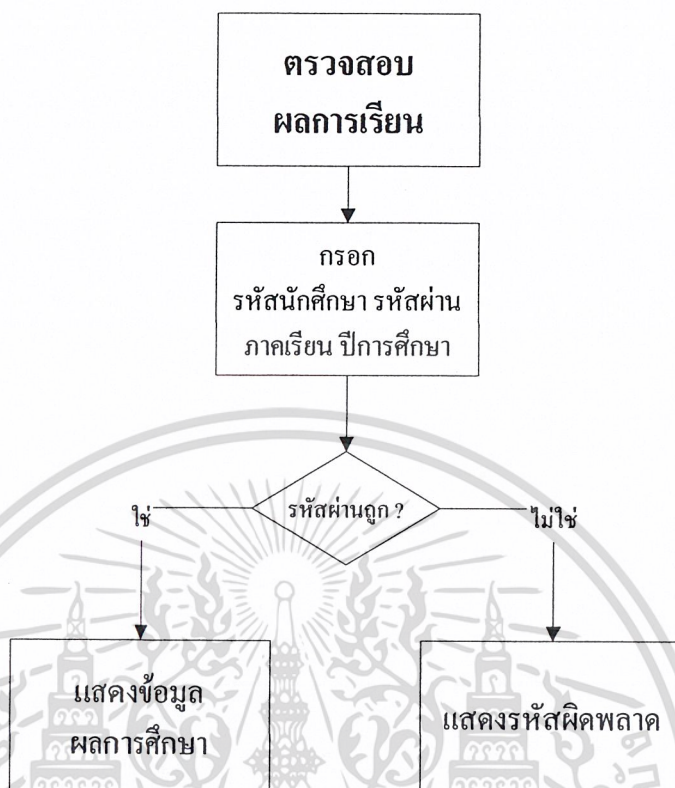 ตรวจสอบ
ผลการเรียน
กรอก
รหัสนักศึกษา รหัสผ่าน
ภาคเรียน ปีการศึกษา
รหัสผ่านถูก ?
ใช่
ไม่ใช่
แสดงข้อมูล
ผลการศึกษา
แสดงรหัสผิดพลาด